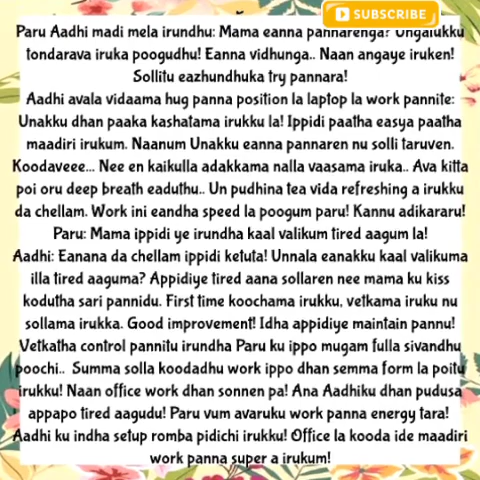 SUBSCRIBE
Paru Aadhi madi mela irundhu: Mama eanna pannarenga? Ungalukku
tondarava iruka poogudhu! Eanna vidhunga.. Naan angaye iruken!
Sollitu eazhundhuka try pannara!
Aadhi avala vidaama hug panna position la laptop la work pannite:
Unakku dhan paaka kashatama irukku la! Ippidi paatha easya paatha
maadiri irukum. Naanum Unakku eanna pannaren nu solli taruven.
Koodaveee... Nee en kaikulla adakkama nalla vaasama iruka.. Ava kitta
poi oru deep breath eaduthu.. Un pudhina tea vida refreshing a irukku
da chellam. Work ini eandha speed la poogum paru! Kannu adikararu!
Paru: Mama ippidi ye irundha kaal valikum tired aagum la!
Aadhi: Eanana da chellam ippidi ketuta! Unnala eanakku kaal valikuma
illa tired aaguma? Appidiye tired aana sollaren nee mama ku kiss
kodutha sari pannidu. First time koochama irukku, vetkama iruku nu
sollama irukka. Good improvement! Idha appidiye maintain pannu!
Vetkatha control pannitu irundha Paru ku ippo mugam fulla sivandhu
poochi.. Summa solla koodadhu work ippo dhan semma form la poitu
irukku! Naan office work dhan sonnen pa! Ana Aadhiku dhan pudusa
appapo tired aagudu! Paru vum avaruku work panna energy tara!
Aadhi ku indha setup romba pidichi irukku! Office la kooda ide maadiri
work panna super a irukum!